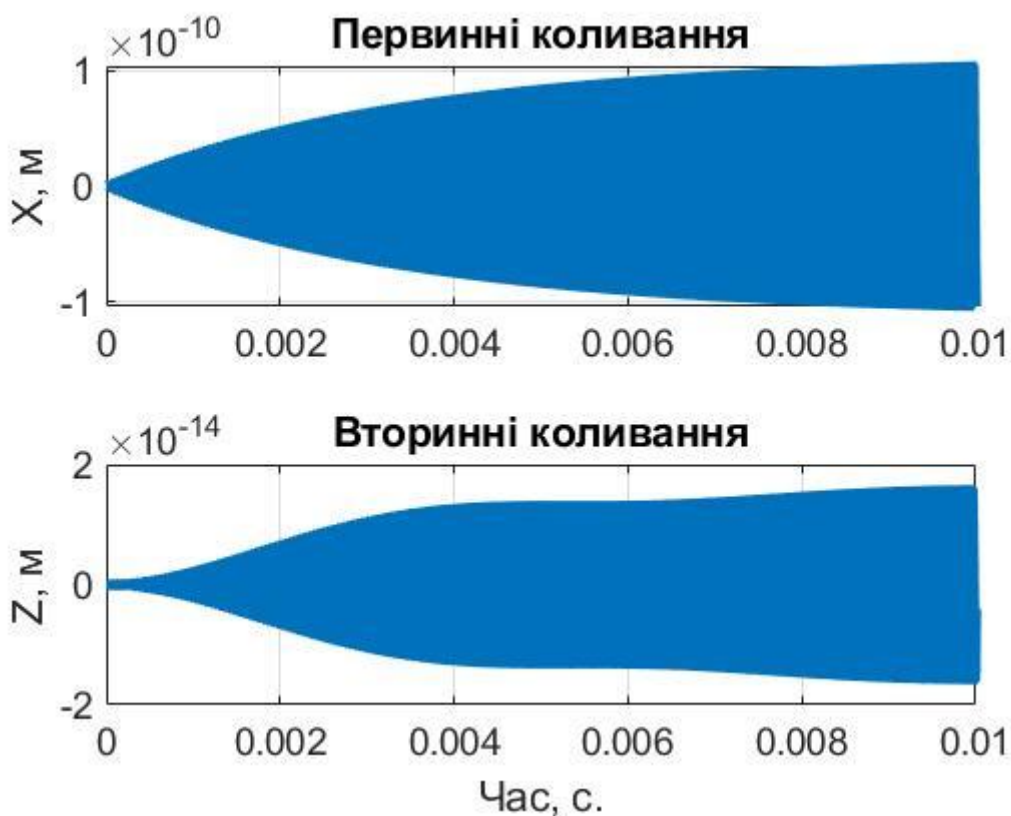 ×10⁻¹⁰
Первинні коливання
1
0
-1
X, м
0 0.002 0.004 0.006 0.008 0.01
×10⁻¹⁴
Вторинні коливання
2
0
-2
Z, м
0 0.002 0.004 0.006 0.008 0.01
Час, с.